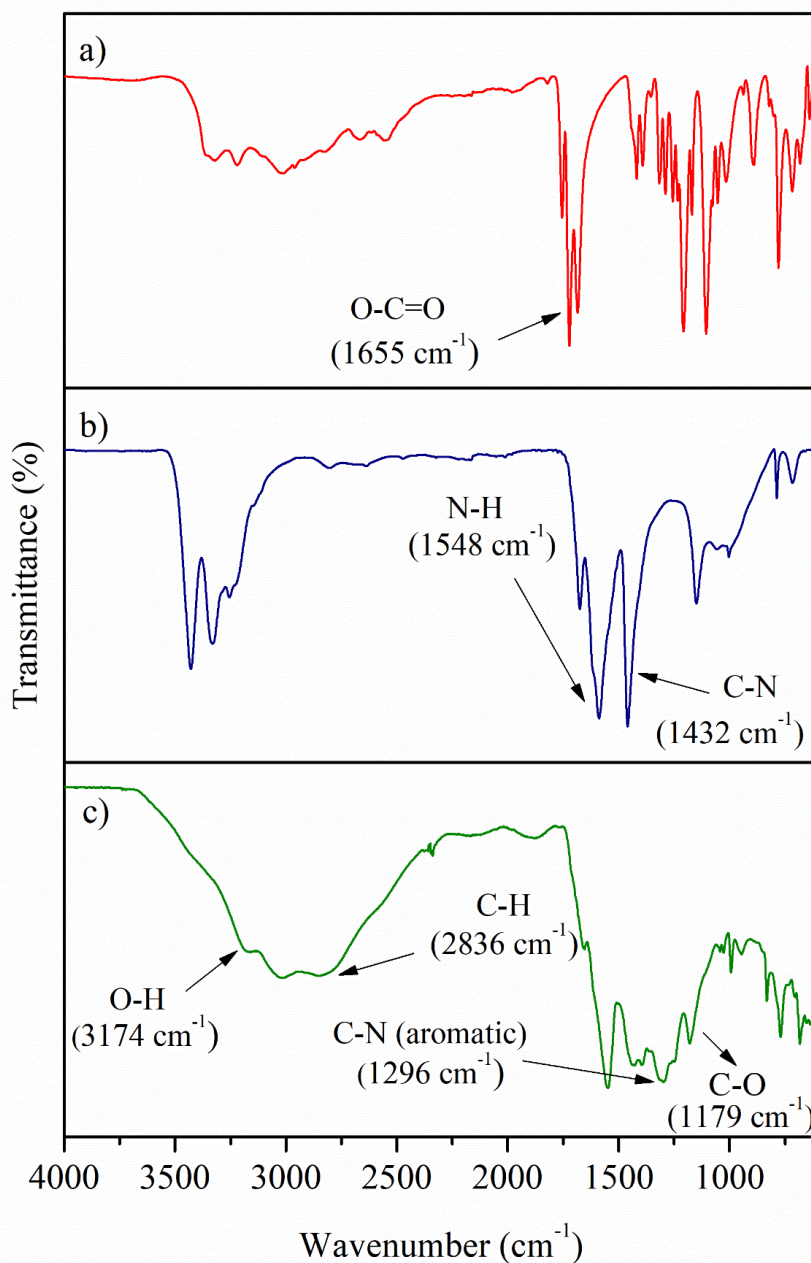 a)
O-C=O
(1655 cm⁻¹)
b)
N-H
(1548 cm⁻¹)
C-N
(1432 cm⁻¹)
c)
C-H
(2836 cm⁻¹)
O-H
(3174 cm⁻¹)
C-N (aromatic)
(1296 cm⁻¹)
C-O
(1179 cm⁻¹)
Transmittance (%)
4000 3500 3000 2500 2000 1500 1000
Wavenumber (cm⁻¹)